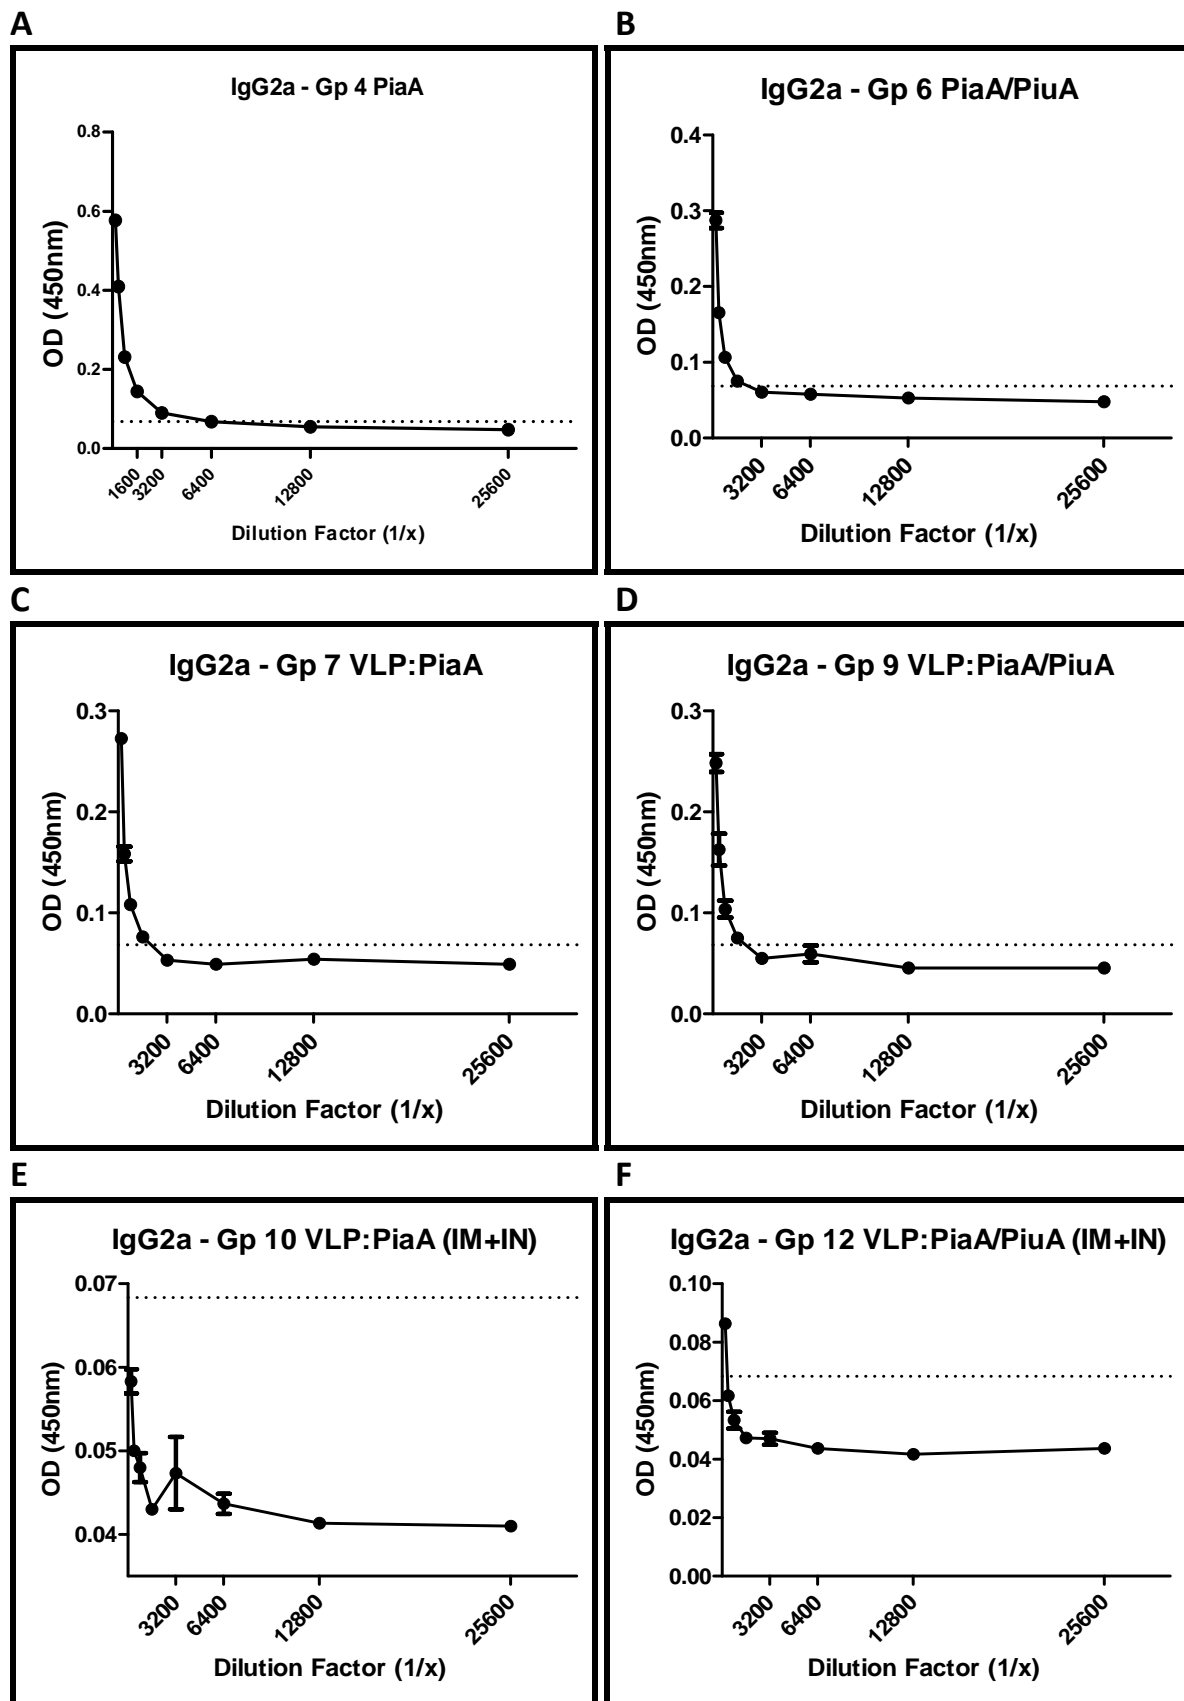 A
IgG2a - Gp 4 PiaA
OD (450nm)
0.8
0.6
0.4
0.2
0.0
1600
3200
6400
12800
25600
Dilution Factor (1/x)
B
IgG2a - Gp 6 PiaA/PiuA
OD (450nm)
0.4
0.3
0.2
0.1
0.0
3200
6400
12800
25600
Dilution Factor (1/x)
C
IgG2a - Gp 7 VLP:PiaA
OD (450nm)
0.3
0.2
0.1
0.0
3200
6400
12800
25600
Dilution Factor (1/x)
D
IgG2a - Gp 9 VLP:PiaA/PiuA
OD (450nm)
0.3
0.2
0.1
0.0
3200
6400
12800
25600
Dilution Factor (1/x)
E
IgG2a - Gp 10 VLP:PiaA (IM+IN)
OD (450nm)
0.07
0.06
0.05
0.04
3200
6400
12800
25600
Dilution Factor (1/x)
F
IgG2a - Gp 12 VLP:PiaA/PiuA (IM+IN)
OD (450nm)
0.10
0.08
0.06
0.04
0.02
0.00
3200
6400
12800
25600
Dilution Factor (1/x)